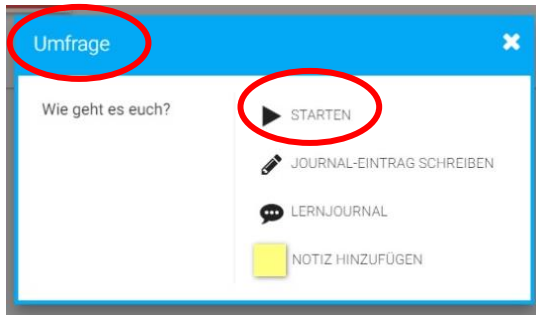 Umfrage
Wie geht es euch?
STARTEN
JOURNAL-EINTRAG SCHREIBEN
LERNJOURNAL
NOTIZ HINZUFÜGEN